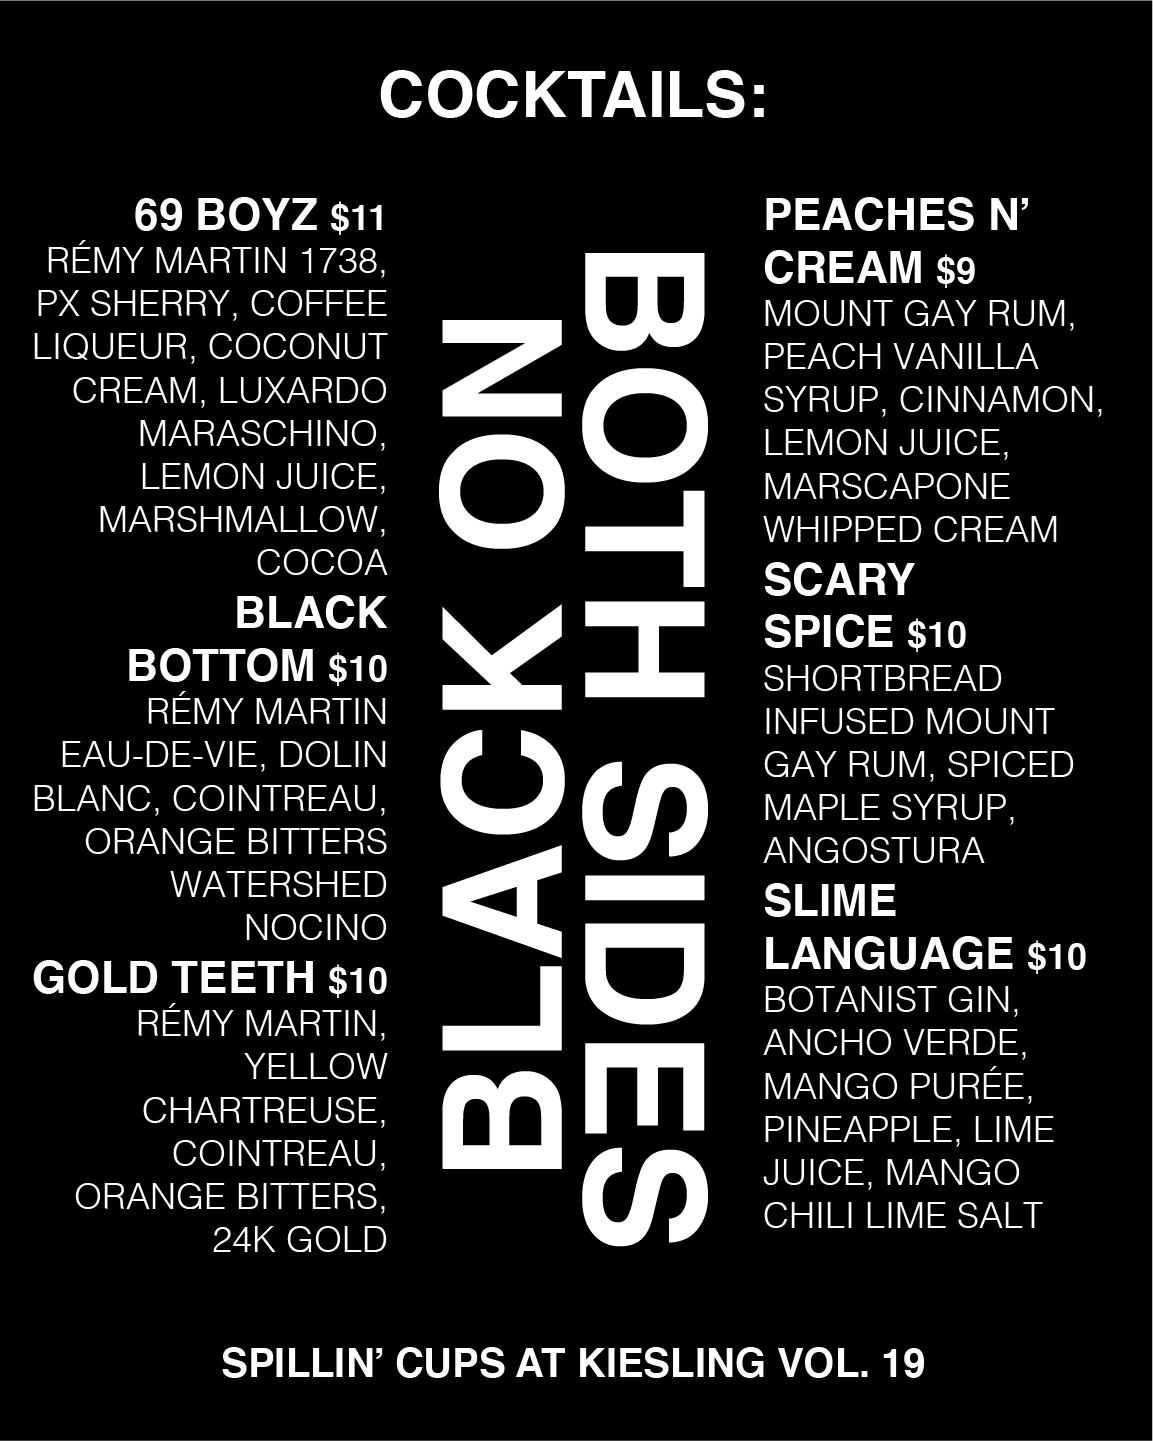 COCKTAILS:
69 BOYZ $11
RÉMY MARTIN 1738,
PX SHERRY, COFFEE
LIQUEUR, COCONUT
CREAM, LUXARDO
MARASCHINO,
LEMON JUICE,
MARSHMALLOW,
COCOA
BLACK
BOTTOM $10
RÉMY MARTIN
EAU-DE-VIE, DOLIN
BLANC, COINTREAU,
ORANGE BITTERS
WATERSHED
NOCINO
GOLD TEETH $10
RÉMY MARTIN,
YELLOW
CHARTREUSE,
COINTREAU,
ORANGE BITTERS,
24K GOLD
BLACK ON
BOTH SIDES
PEACHES N’
CREAM $9
MOUNT GAY RUM,
PEACH VANILLA
SYRUP, CINNAMON,
LEMON JUICE,
MARSCAPONE
WHIPPED CREAM
SCARY
SPICE $10
SHORTBREAD
INFUSED MOUNT
GAY RUM, SPICED
MAPLE SYRUP,
ANGOSTURA
SLIME
LANGUAGE $10
BOTANIST GIN,
ANCHO VERDE,
MANGO PURÉE,
PINEAPPLE, LIME
JUICE, MANGO
CHILI LIME SALT
SPILLIN’ CUPS AT KIESLING VOL. 19